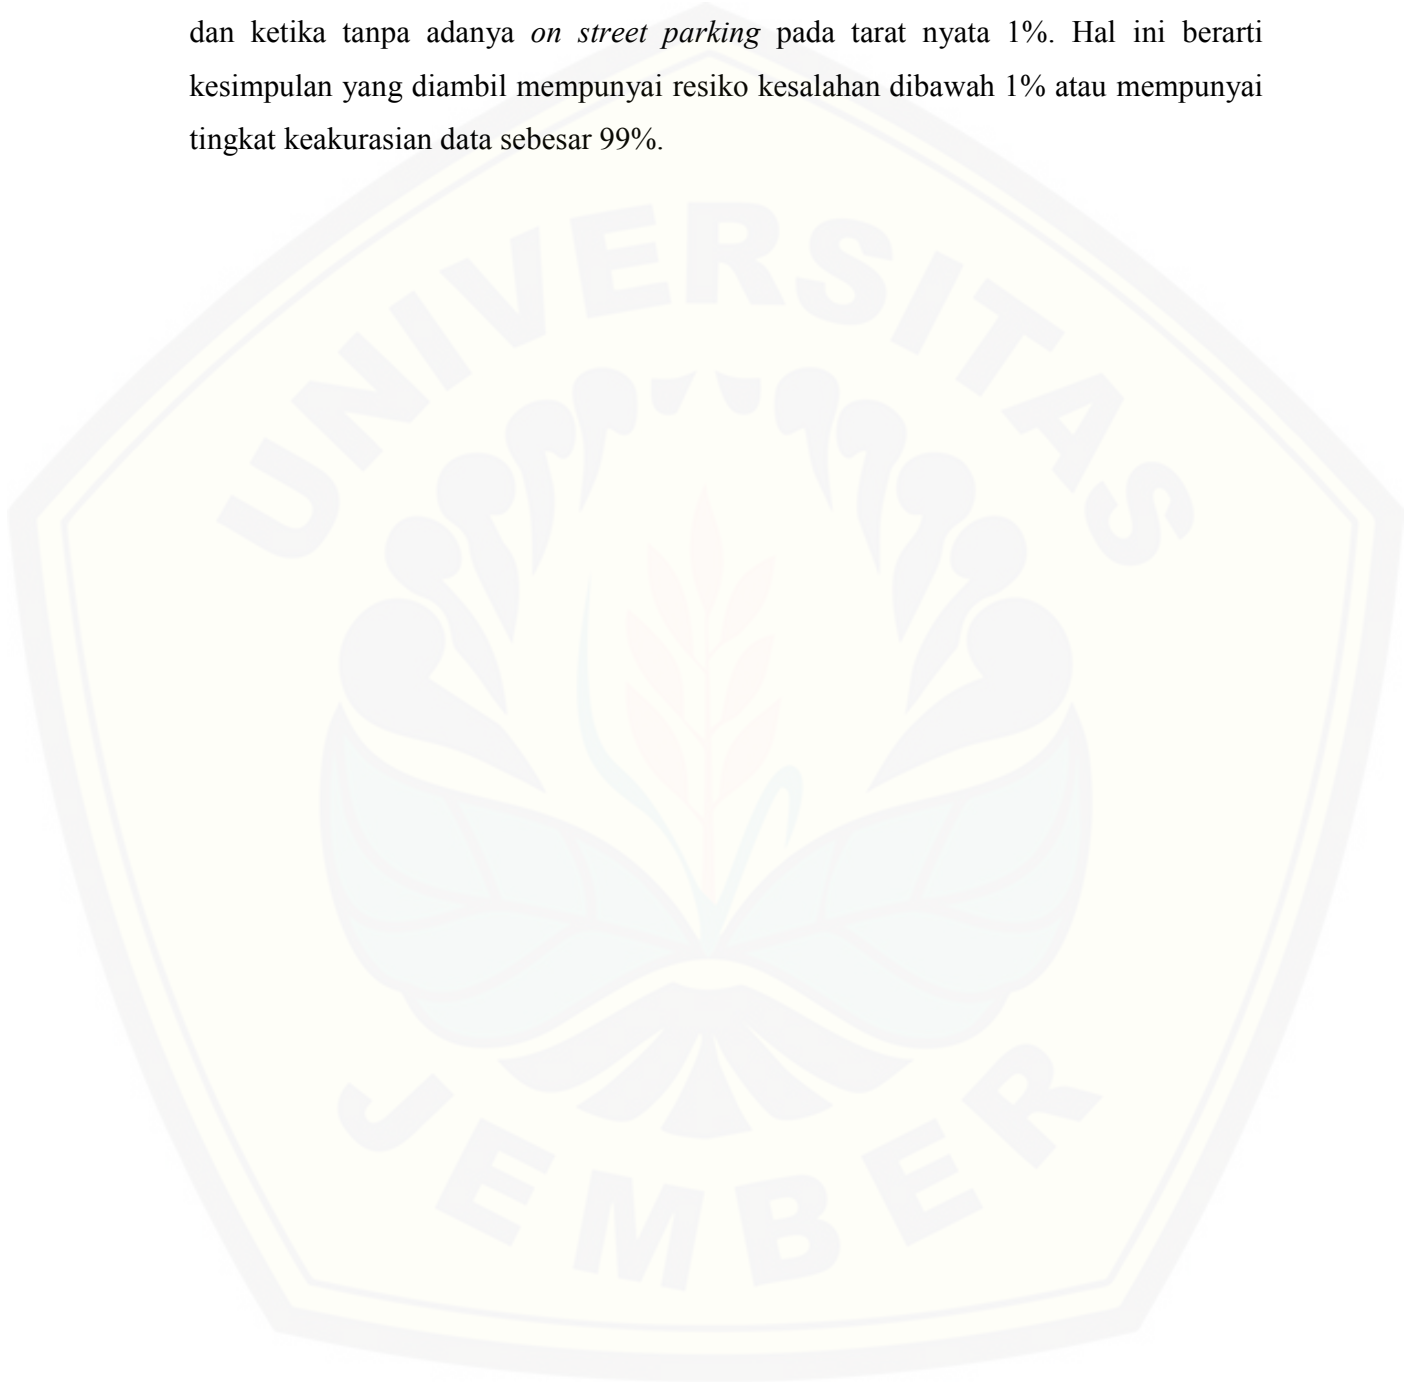 dan ketika tanpa adanya on street parking pada tarat nyata 1%. Hal ini berarti
kesimpulan yang diambil mempunyai resiko kesalahan dibawah 1% atau mempunyai
tingkat keakurasian data sebesar 99%.
UNIVERSITAS
JEMBER